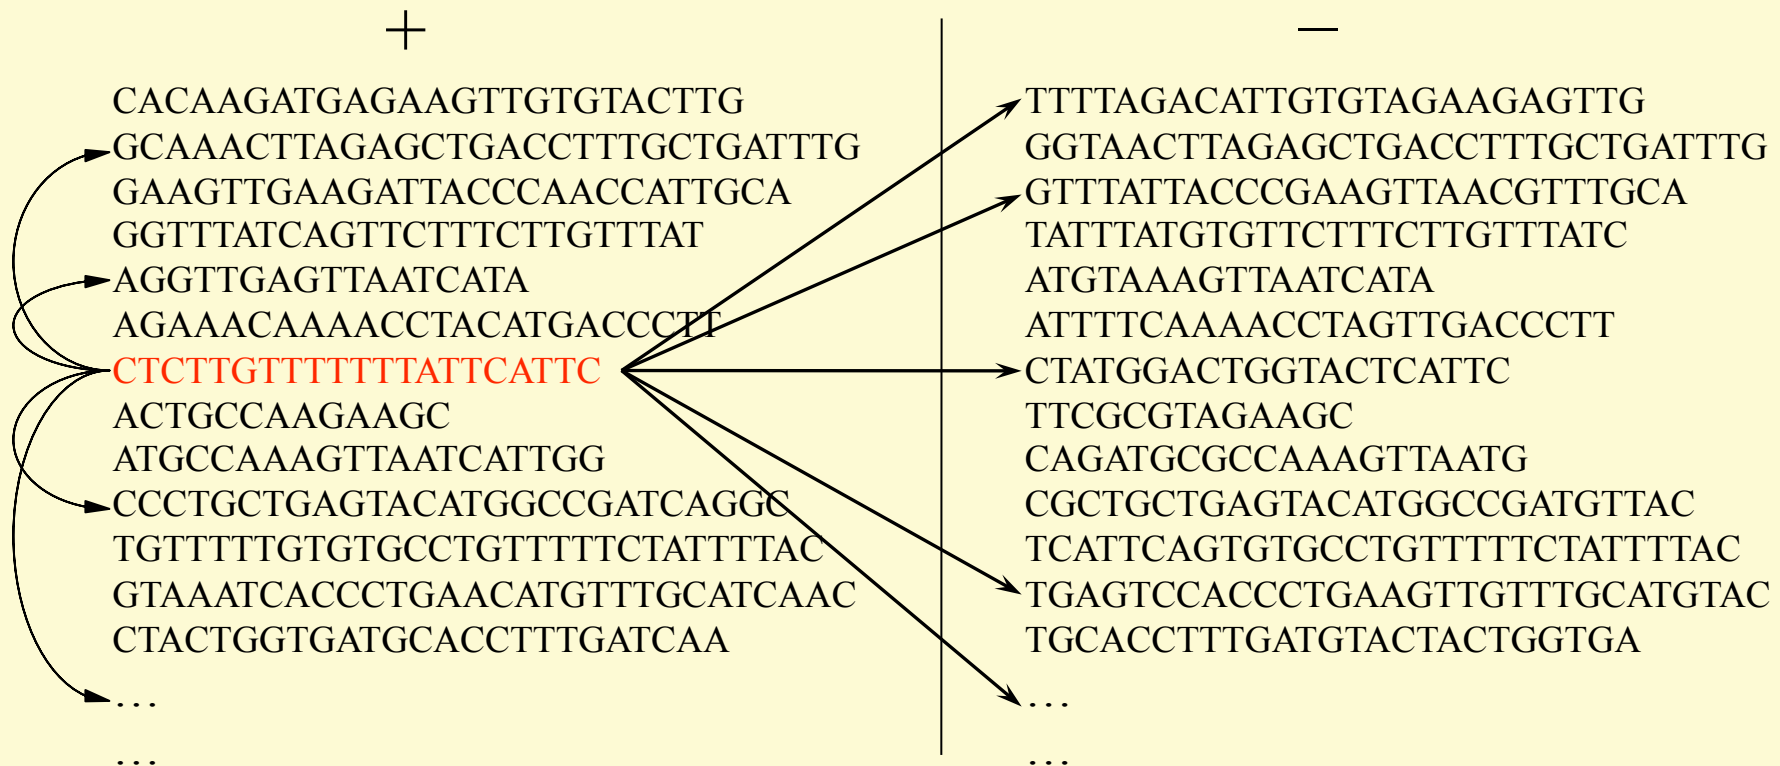 +
CACAAGATGAGAAGTTGTGTACTTG
GCAAACTTAGAGCTGACCTTTGCTGATTTG
GAAGTTGAAGATTACCCAACCATTGCA
GGTTTATCAGTTCTTTCTTGTTTAT
AGGTTGAGTTAATCATA
AGAAACAAAACCTACATGACCCTT
CTCTTGTTTTTTTATTCATTC
ACTGCCAAGAAGC
ATGCCAAAGTTAATCATTGG
CCCTGCTGAGTACATGGCCGATCAGGC
TGTTTTTGTGTGCCTGTTTTTCTATTTTAC
GTAAATCACCCTGAACATGTTTGCATCAAC
CTACTGGTGATGCACCTTTGATCAA
...
...
−
TTTTAGACATTGTGTAGAAGAGTTG
GGTAACTTAGAGCTGACCTTTGCTGATTTG
GTTTATTACCCGAAGTTAACGTTTGCA
TATTTATGTGTTCTTTCTTGTTTATC
ATGTAAAGTTAATCATA
ATTTTCAAAACCTAGTTGACCCTT
CTATGGACTGGTACTCATTC
TTCGCGTAGAAGC
CAGATGCGCCAAAGTTAATG
CGCTGCTGAGTACATGGCCGATGTTAC
TCATTCAGTGTGCCTGTTTTTCTATTTTAC
TGAGTCCACCCTGAAGTTGTTTGCATGTAC
TGCACCTTTGATGTACTACTGGTGA
...
...